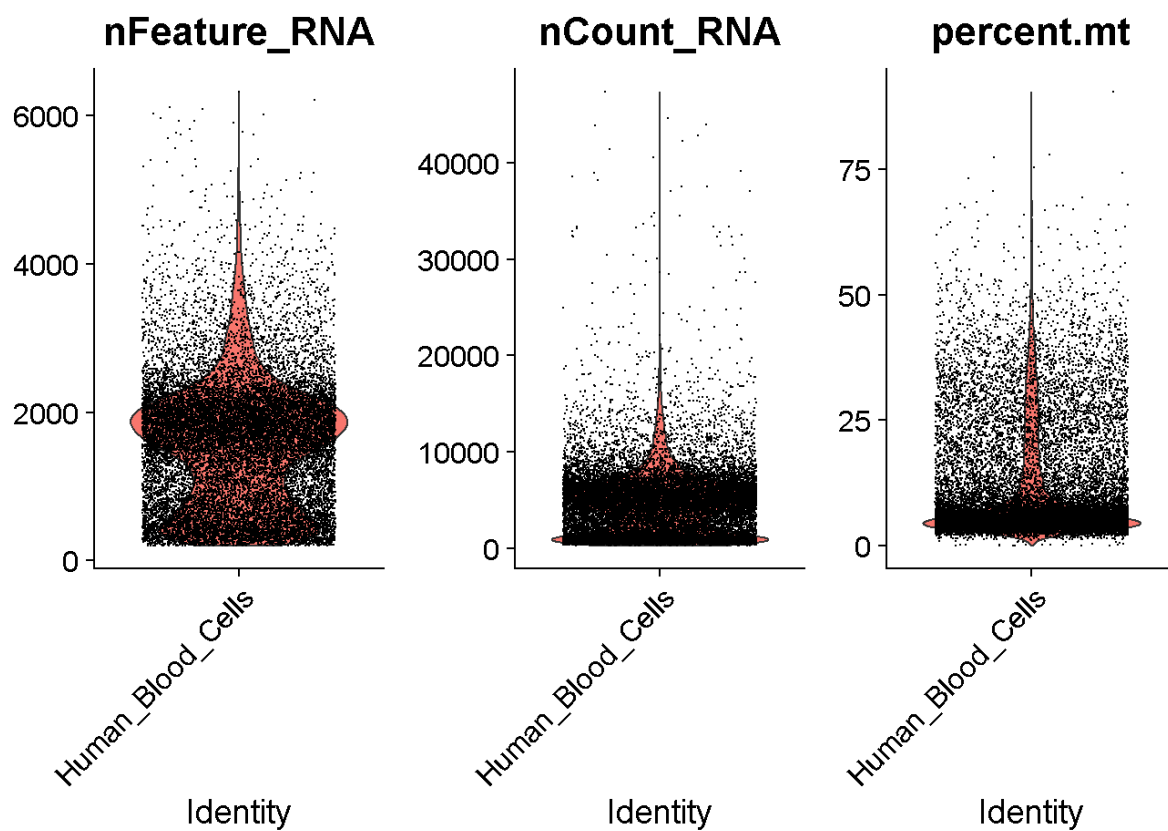 nFeature_RNA
6000
4000
2000
0
Human_Blood_Cells
Identity
nCount_RNA
40000
30000
20000
10000
0
Human_Blood_Cells
Identity
percent.mt
75
50
25
0
Human_Blood_Cells
Identity